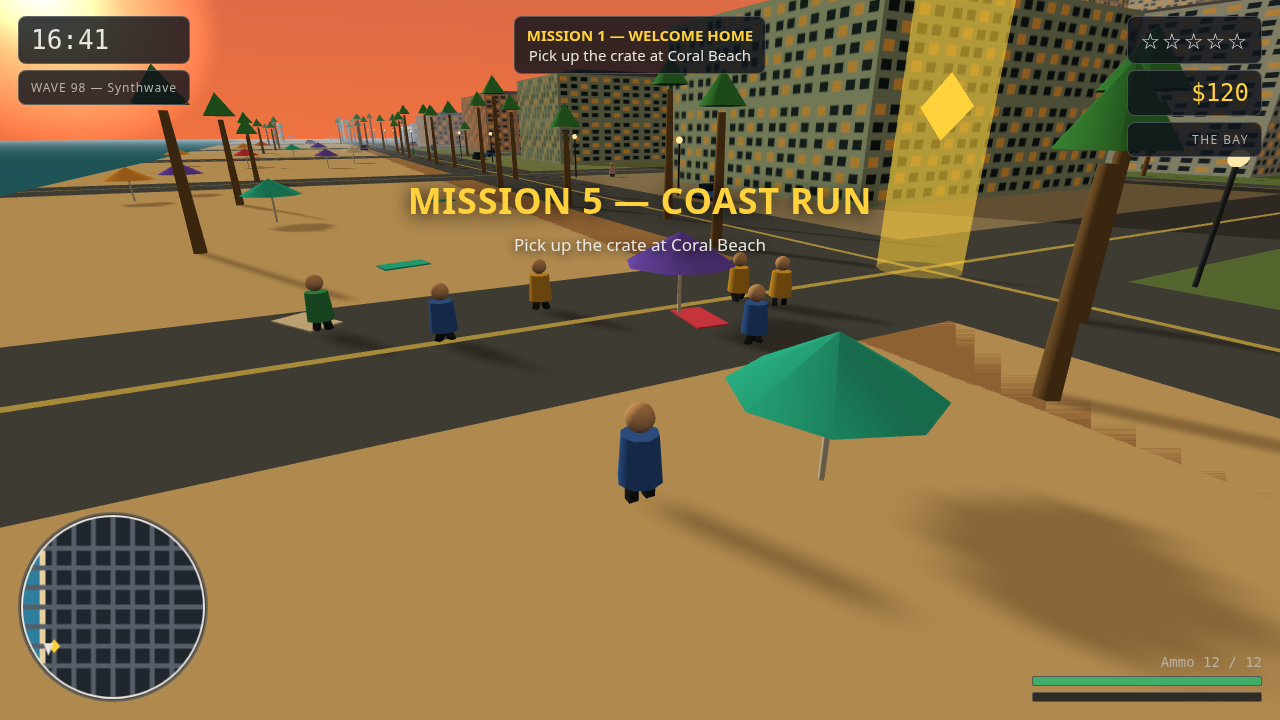 16:41
WAVE 98 — Synthwave
MISSION 1 — WELCOME HOME
Pick up the crate at Coral Beach
☆☆☆☆☆
$120
THE BAY
MISSION 5 — COAST RUN
Pick up the crate at Coral Beach
Ammo 12 / 12